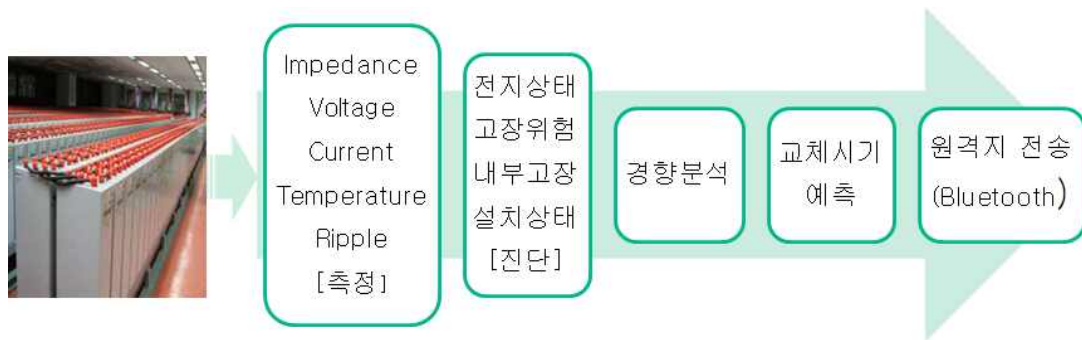 Impedance
Voltage
Current
Temperature
Ripple
[측정]
전지상태
고장위험
내부고장
설치상태
[진단]
경향분석
교체시기
예측
원격지 전송
(Bluetooth)